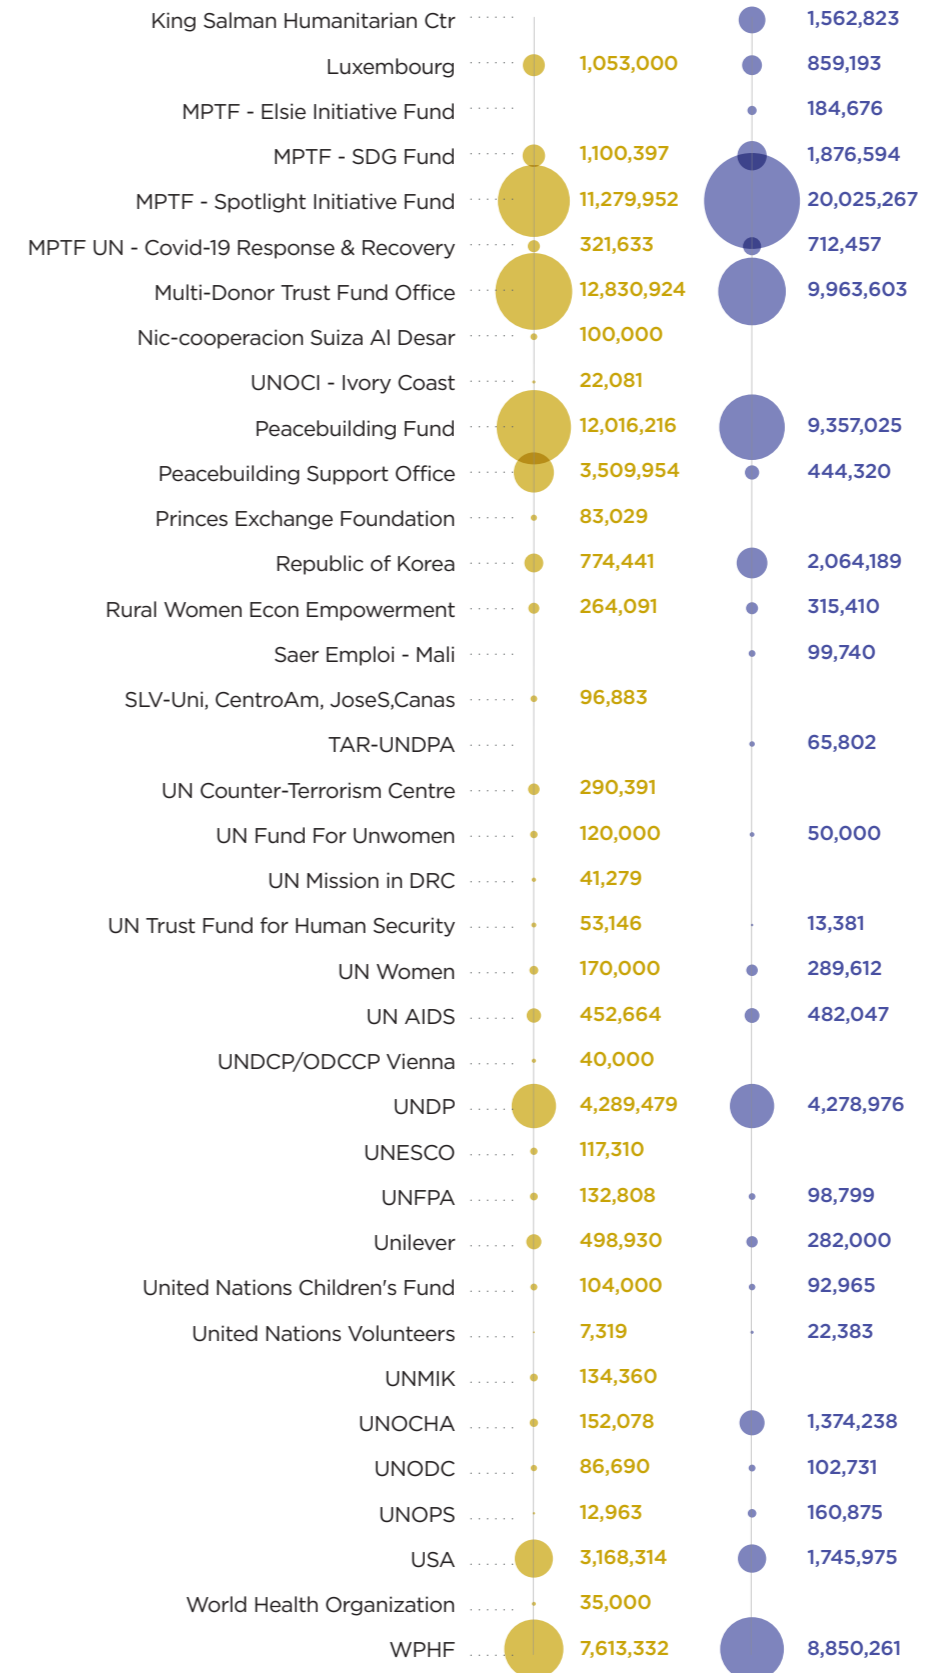 King Salman Humanitarian Ctr 1,562,823
Luxembourg 1,053,000 859,193
MPTF - Elsie Initiative Fund 184,676
MPTF - SDG Fund 1,100,397 1,876,594
MPTF - Spotlight Initiative Fund 11,279,952 20,025,267
MPTF UN - Covid-19 Response & Recovery 321,633 712,457
Multi-Donor Trust Fund Office 12,830,924 9,963,603
Nic-cooperacion Suiza Al Desar 100,000
UNOCI - Ivory Coast 22,081
Peacebuilding Fund 12,016,216 9,357,025
Peacebuilding Support Office 3,509,954 444,320
Princes Exchange Foundation 83,029
Republic of Korea 774,441 2,064,189
Rural Women Econ Empowerment 264,091 315,410
Saer Emploi - Mali 99,740
SLV-Uni, CentroAm, JoseS,Canas 96,883
TAR-UNDPA 65,802
UN Counter-Terrorism Centre 290,391
UN Fund For Unwomen 120,000 50,000
UN Mission in DRC 41,279
UN Trust Fund for Human Security 53,146 13,381
UN Women 170,000 289,612
UN AIDS 452,664 482,047
UNDCP/ODCCP Vienna 40,000
UNDP 4,289,479 4,278,976
UNESCO 117,310
UNFPA 132,808 98,799
Unilever 498,930 282,000
United Nations Children's Fund 104,000 92,965
United Nations Volunteers 7,319 22,383
UNMIK 134,360
UNOCHA 152,078 1,374,238
UNODC 86,690 102,731
UNOPS 12,963 160,875
USA 3,168,314 1,745,975
World Health Organization 35,000
WPHF 7,613,332 8,850,261